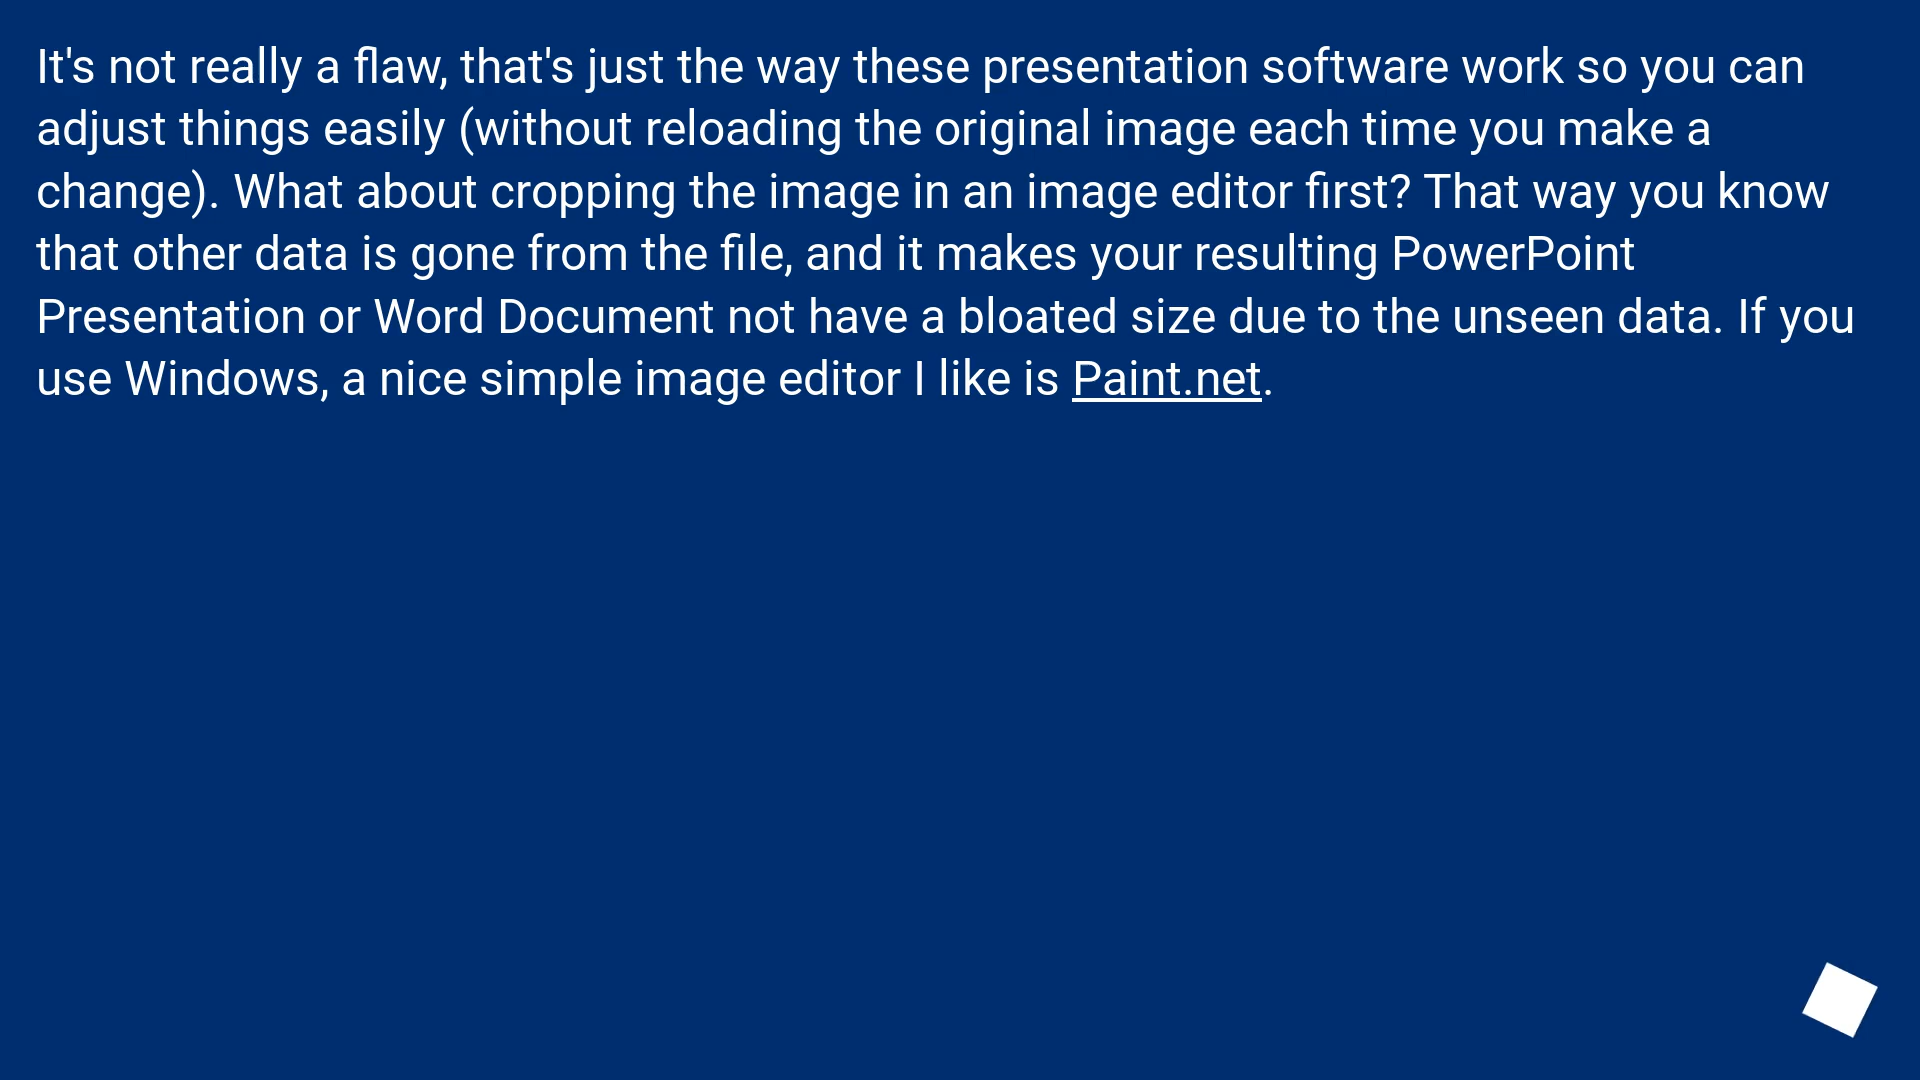 It's not really a flaw, that's just the way these presentation software work so you can
adjust things easily (without reloading the original image each time you make a
change). What about cropping the image in an image editor first? That way you know
that other data is gone from the file, and it makes your resulting PowerPoint
Presentation or Word Document not have a bloated size due to the unseen data. If you
use Windows, a nice simple image editor I like is Paint.net.